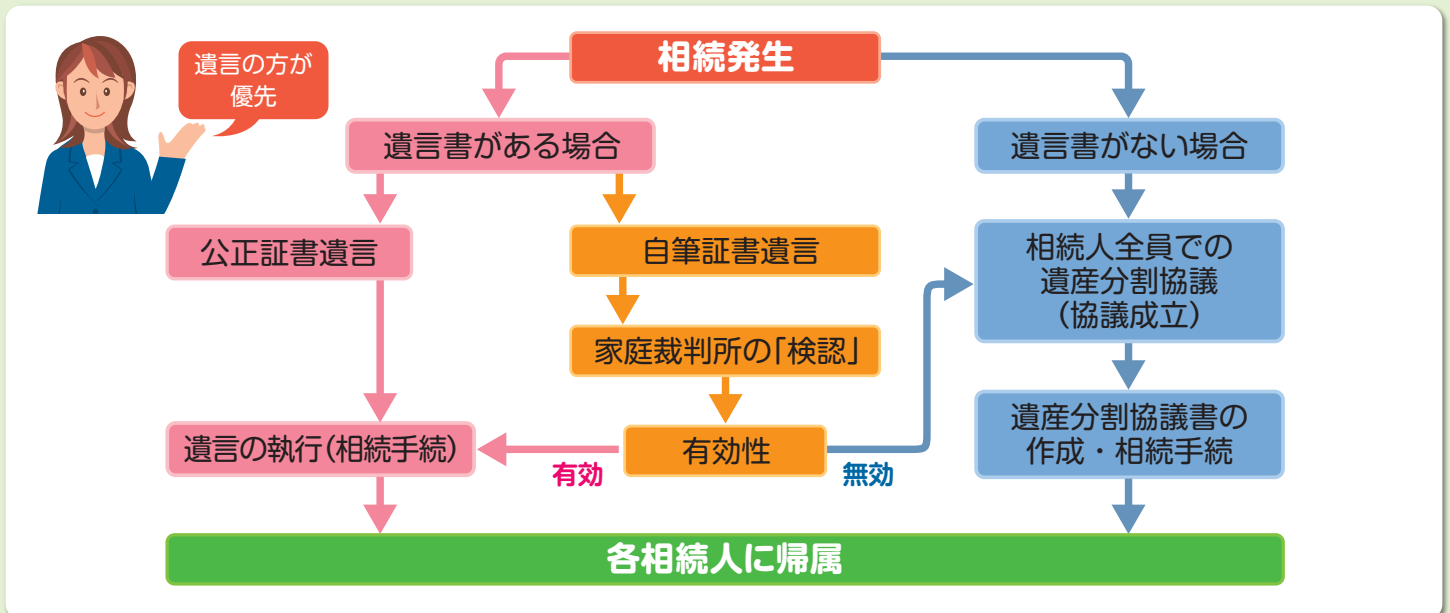 遺言の方が
優先
相続発生
遺言書がある場合
遺言書がない場合
公正証書遺言
自筆証書遺言
相続人全員での
遺産分割協議
(協議成立)
家庭裁判所の｢検認｣
遺産分割協議書の
作成・相続手続
遺言の執行(相続手続)
有効性
有効
無効
各相続人に帰属